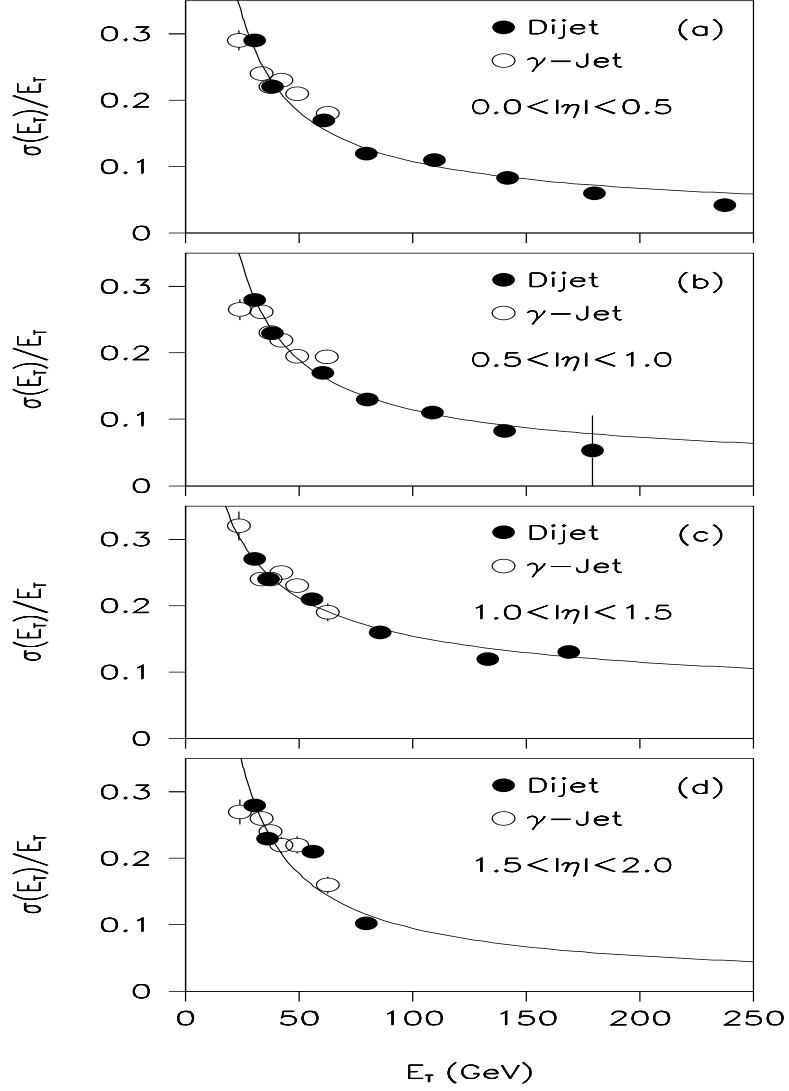 Dijet (a)
0.3
γ–Jet
σ(E_T)/E_T
0.2
0.0<|η|<0.5
0.1
0
Dijet (b)
0.3
γ–Jet
σ(E_T)/E_T
0.2
0.5<|η|<1.0
0.1
0
Dijet (c)
0.3
γ–Jet
σ(E_T)/E_T
0.2
1.0<|η|<1.5
0.1
0
Dijet (d)
0.3
γ–Jet
σ(E_T)/E_T
0.2
1.5<|η|<2.0
0.1
0
0 50 100 150 200 250
E_T (GeV)